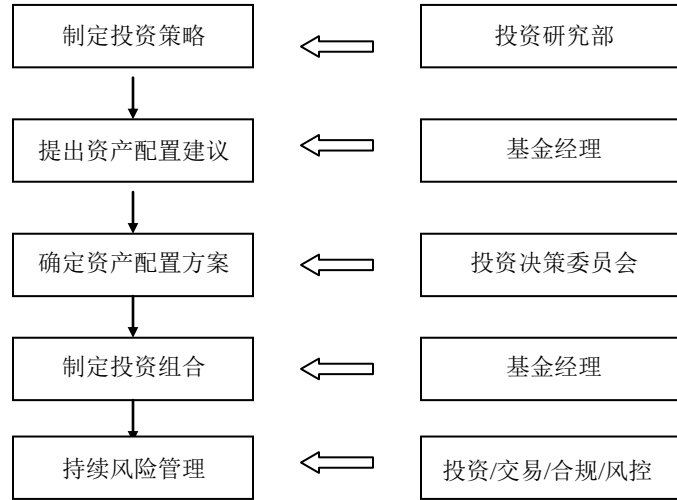 制定投资策略
投资研究部
提出资产配置建议
基金经理
确定资产配置方案
投资决策委员会
制定投资组合
基金经理
持续风险管理
投资/交易/合规/风控